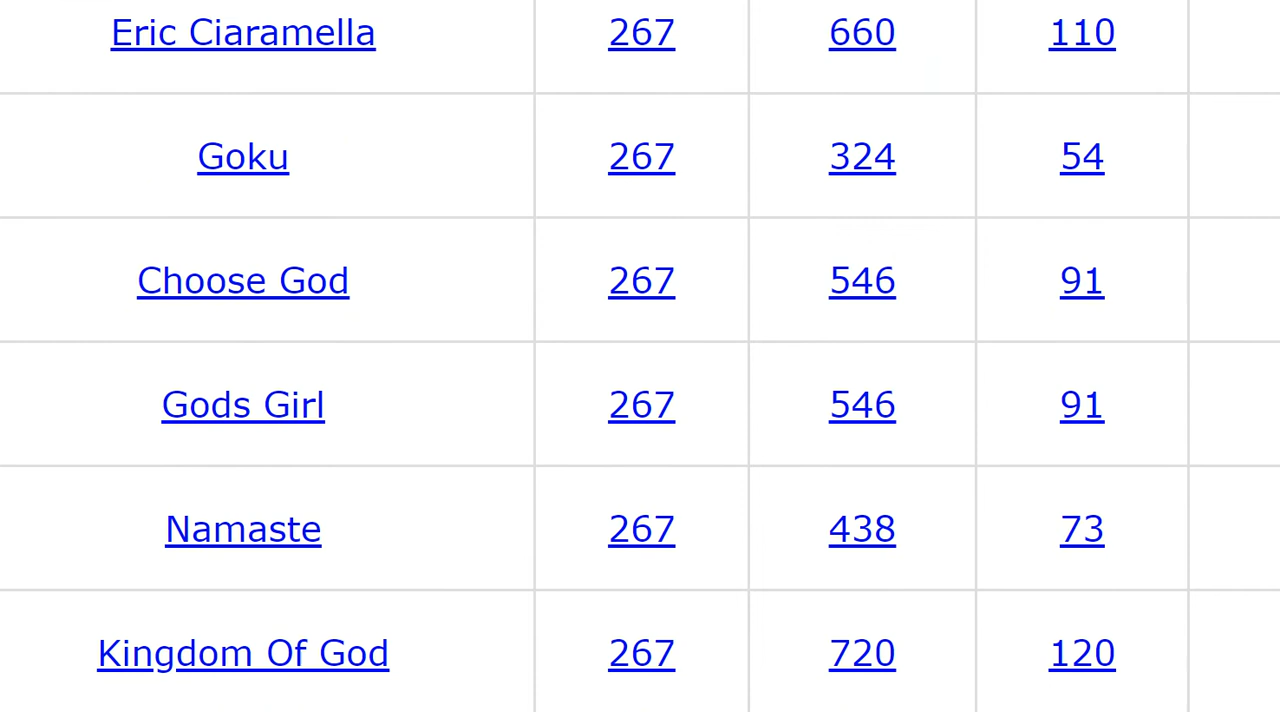 Eric Ciaramella 267 660 110
Goku 267 324 54
Choose God 267 546 91
Gods Girl 267 546 91
Namaste 267 438 73
Kingdom Of God 267 720 120